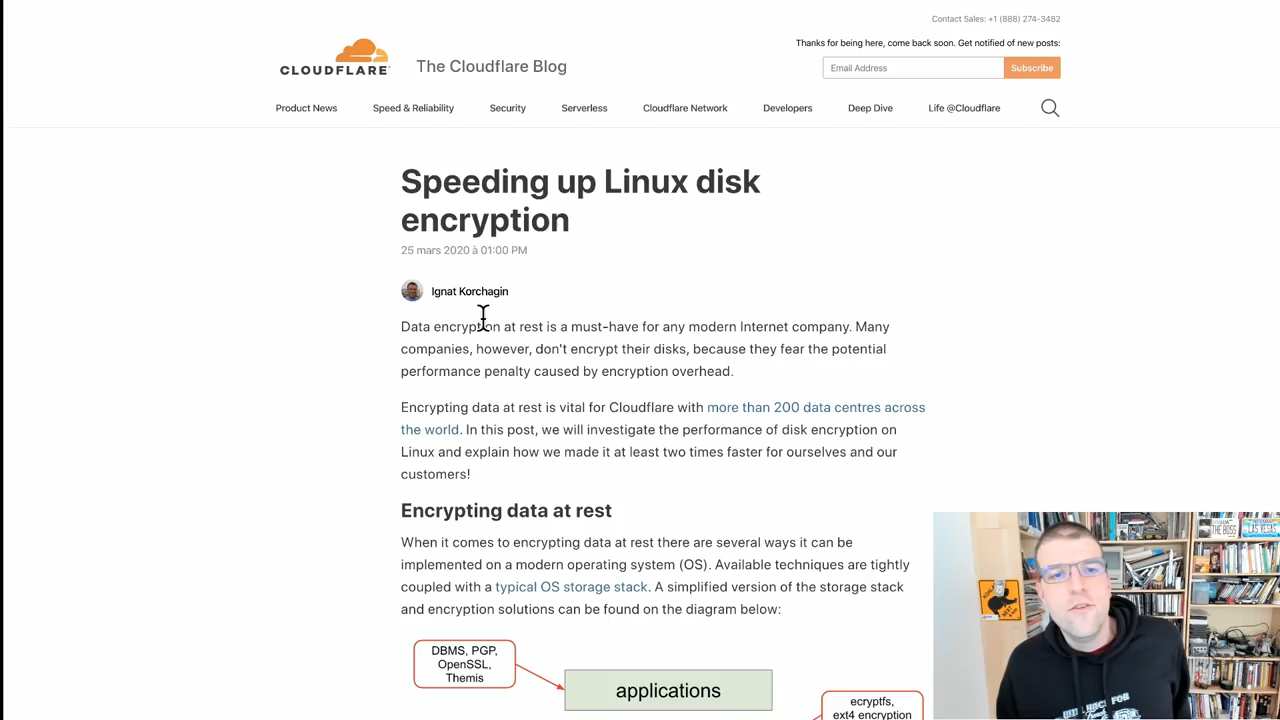 Contact Sales: +1 (888) 274-3482
Thanks for being here, come back soon. Get notified of new posts:
CLOUDFLARE
The Cloudflare Blog
Email Address
Subscribe
Product News
Speed & Reliability
Security
Serverless
Cloudflare Network
Developers
Deep Dive
Life @Cloudflare
Speeding up Linux disk
encryption
25 mars 2020 à 01:00 PM
Ignat Korchagin
Data encryption at rest is a must-have for any modern Internet company. Many
companies, however, don't encrypt their disks, because they fear the potential
performance penalty caused by encryption overhead.
Encrypting data at rest is vital for Cloudflare with more than 200 data centres across
the world. In this post, we will investigate the performance of disk encryption on
Linux and explain how we made it at least two times faster for ourselves and our
customers!
Encrypting data at rest
When it comes to encrypting data at rest there are several ways it can be
implemented on a modern operating system (OS). Available techniques are tightly
coupled with a typical OS storage stack. A simplified version of the storage stack
and encryption solutions can be found on the diagram below:
DBMS, PGP,
OpenSSL,
Themis
applications
ecryptfs,
ext4 encryption
THE BOSS
LAS VEGAS